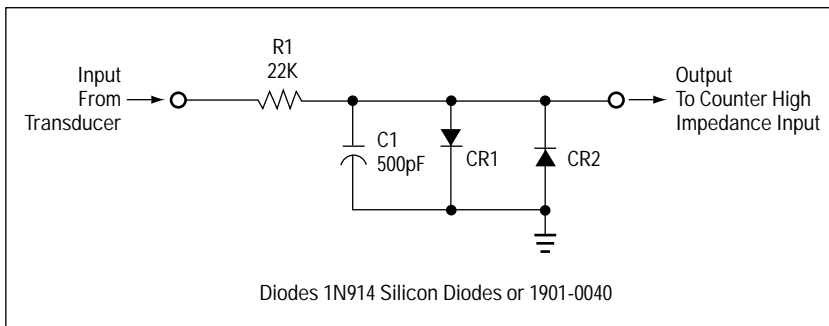 R1
22K
Input
From
Transducer
Output
To Counter High
Impedance Input
C1
500pF
CR1
CR2
Diodes 1N914 Silicon Diodes or 1901-0040